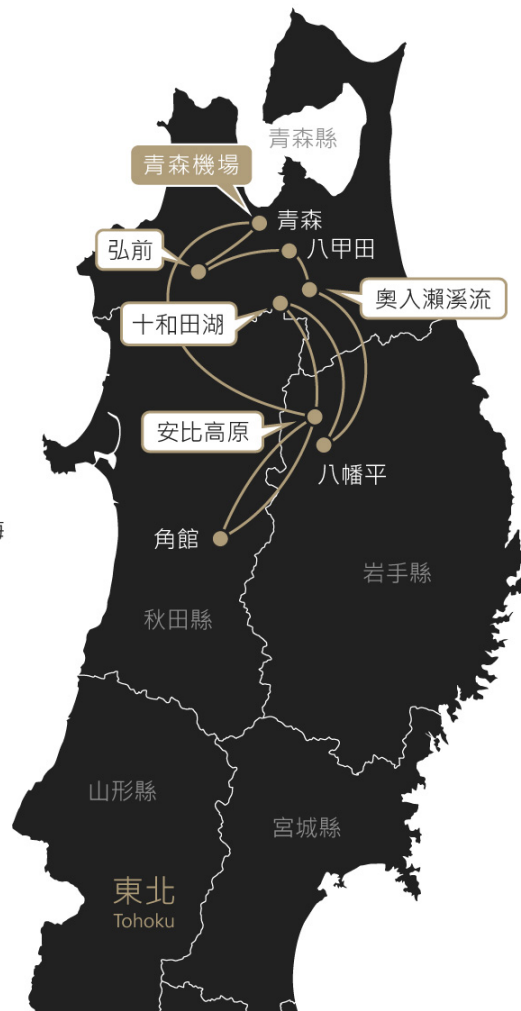 青森縣
青森機場
青森
弘前
八甲田
奧入瀨溪流
十和田湖
安比高原
八幡平
角館
岩手縣
秋田縣
山形縣
宮城縣
東北
Tohoku